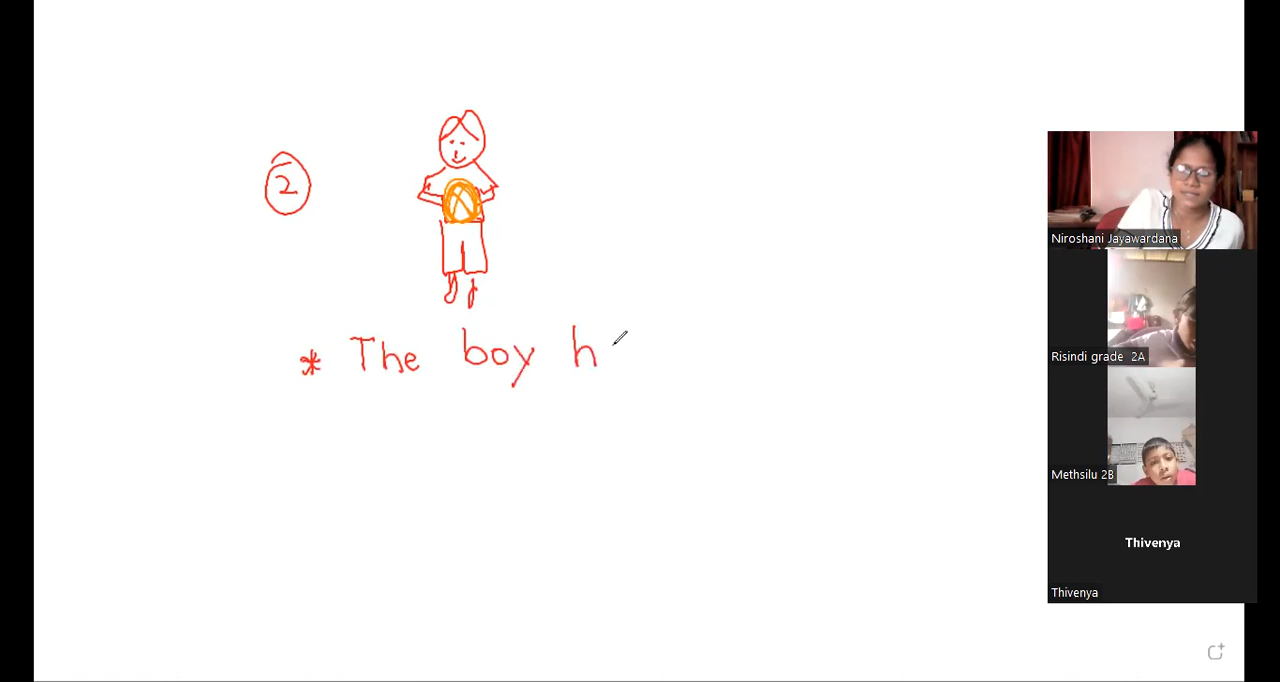 2
* The boy h
Niroshani Jayawardana
Risindi grade 2A
Methsilu 2B
Thivenya
Thivenya